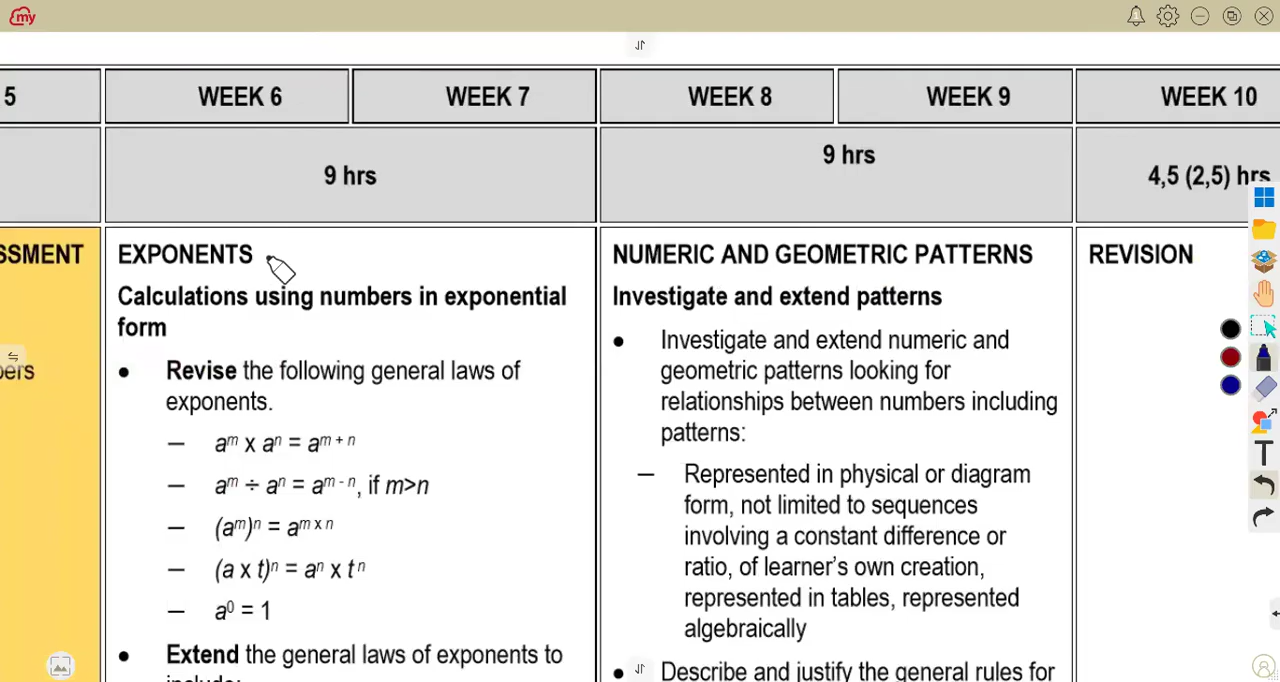 my
5
WEEK 6
WEEK 7
WEEK 8
WEEK 9
WEEK 10
9 hrs
9 hrs
4,5 (2,5) hrs
SSMENT
bers
EXPONENTS
Calculations using numbers in exponential
form
• Revise the following general laws of
exponents.
– aᵐ x aⁿ = aᵐ ⁺ ⁿ
– aᵐ ÷ aⁿ = aᵐ ⁻ ⁿ, if m>n
– (aᵐ)ⁿ = aᵐ ˣ ⁿ
– (a x t)ⁿ = aⁿ x tⁿ
– a⁰ = 1
• Extend the general laws of exponents to
include:
NUMERIC AND GEOMETRIC PATTERNS
Investigate and extend patterns
• Investigate and extend numeric and
geometric patterns looking for
relationships between numbers including
patterns:
– Represented in physical or diagram
form, not limited to sequences
involving a constant difference or
ratio, of learner's own creation,
represented in tables, represented
algebraically
• Describe and justify the general rules for
REVISION
T